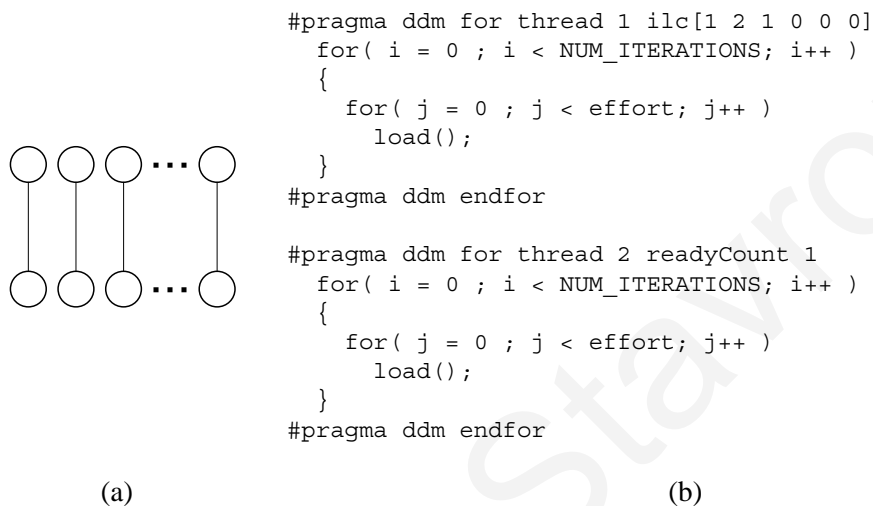 #pragma ddm for thread 1 ilc[1 2 1 0 0 0]
for( i = 0 ; i < NUM_ITERATIONS; i++ )
{
for( j = 0 ; j < effort; j++ )
load();
}
#pragma ddm endfor
#pragma ddm for thread 2 readyCount 1
for( i = 0 ; i < NUM_ITERATIONS; i++ )
{
for( j = 0 ; j < effort; j++ )
load();
}
#pragma ddm endfor
(a) (b)
Stavro